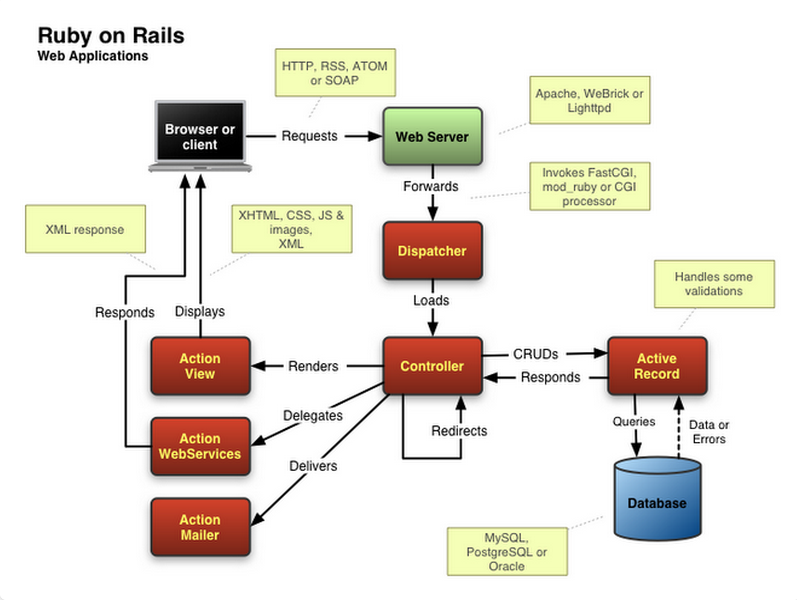 Ruby on Rails
Web Applications
HTTP, RSS, ATOM
or SOAP
Apache, WeBrick or
Lighttpd
Browser or
client
Requests
Web Server
Forwards
Invokes FastCGI,
mod_ruby or CGI
processor
XML response
XHTML, CSS, JS &
images,
XML
Dispatcher
Handles some
validations
Loads
Responds
Displays
Action
View
Renders
Controller
CRUDs
Responds
Active
Record
Delegates
Redirects
Queries
Data or
Errors
Action
WebServices
Delivers
Action
Mailer
Database
MySQL,
PostgreSQL or
Oracle